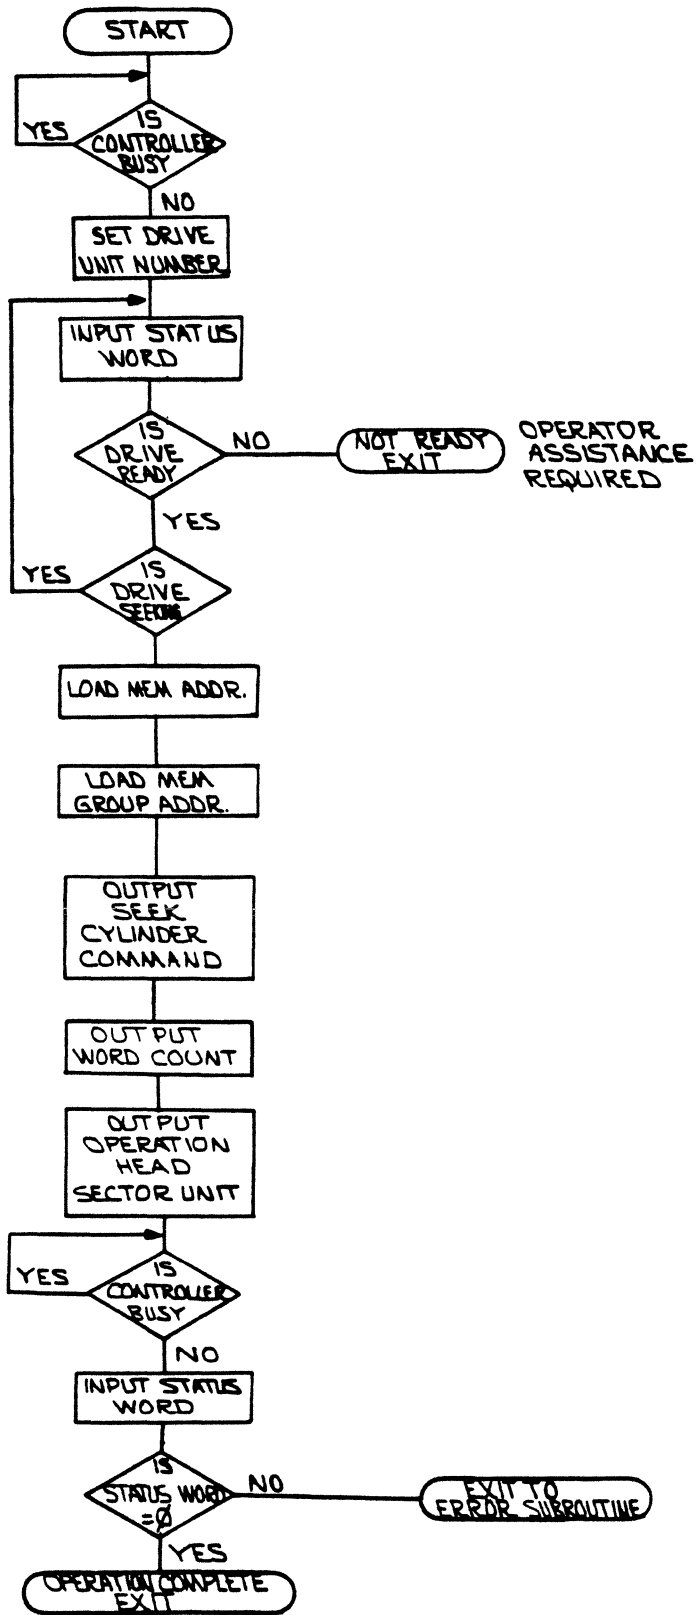 START
YES
IS
CONTROLLER
BUSY
NO
SET DRIVE
UNIT NUMBER
INPUT STATUS
WORD
IS
DRIVE
READY
NO
NOT READY
EXIT
OPERATOR
ASSISTANCE
REQUIRED
YES
YES
IS
DRIVE
SEEKING
LOAD MEM ADDR.
LOAD MEM
GROUP ADDR.
OUTPUT
SEEK
CYLINDER
COMMAND
OUTPUT
WORD COUNT
OUTPUT
OPERATION
HEAD
SECTOR UNIT
YES
IS
CONTROLLER
BUSY
NO
INPUT STATUS
WORD
IS
STATUS WORD
=Ø
NO
EXIT TO
ERROR SUBROUTINE
YES
OPERATION COMPLETE
EXIT